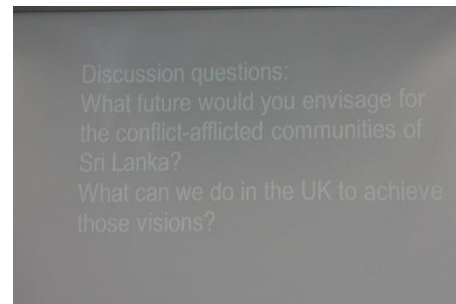 Discussion questions:
What future would you envisage for
the conflict-afflicted communities of
Sri Lanka?
What can we do in the UK to achieve
those visions?